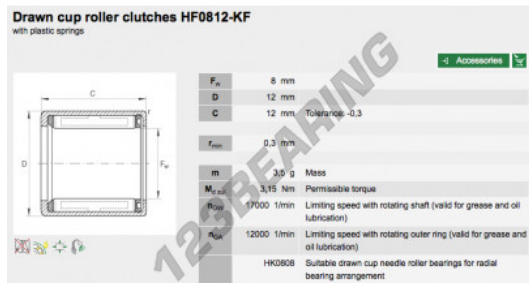 Drawn cup roller clutches HF0812-KF
with plastic springs
Accessories
Fw 8 mm
D 12 mm
C 12 mm Tolerance: -0,3
rmin 0,3 mm
m 3,5 g Mass
Md zul 3,15 Nm Permissible torque
nGW 17000 1/min Limiting speed with rotating shaft (valid for grease and oil
lubrication)
nGA 12000 1/min Limiting speed with rotating outer ring (valid for grease and
oil lubrication)
HK0808 Suitable drawn cup needle roller bearings for radial
bearing arrangement
C
r
D
Fw
123BEARING